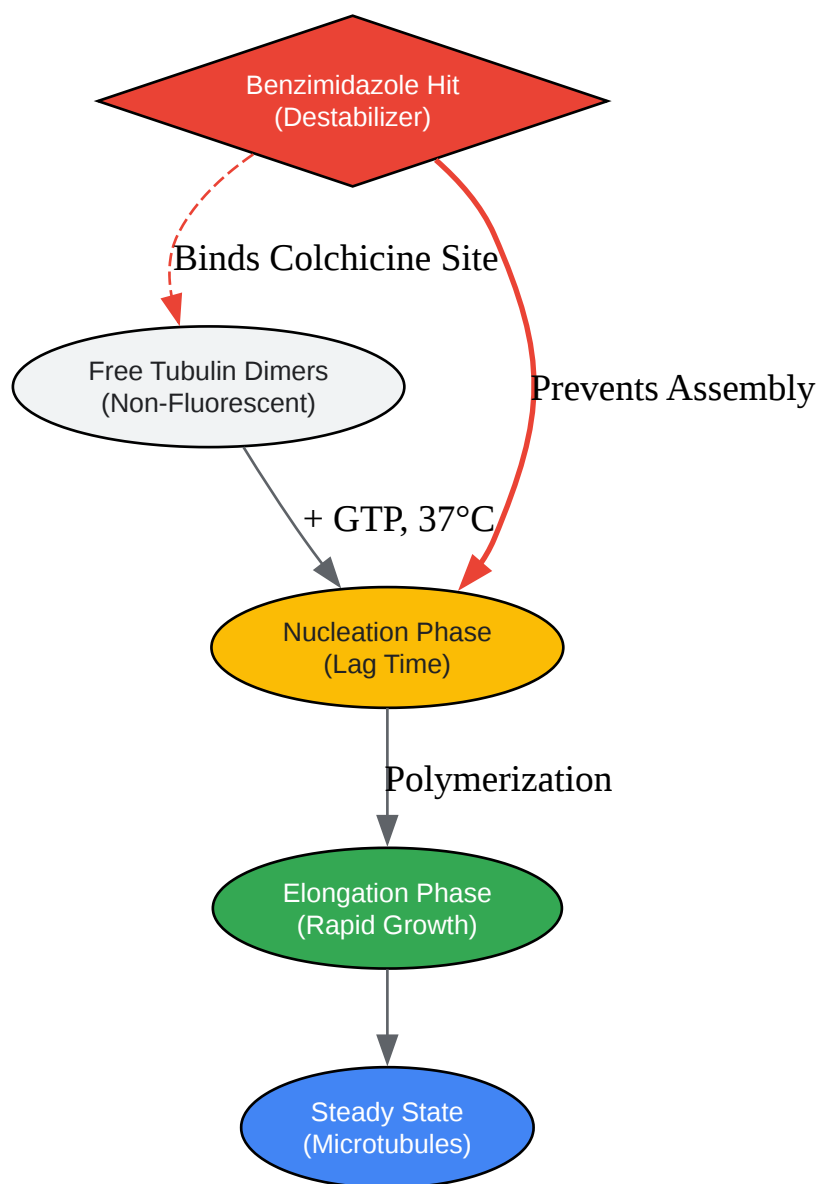 Benzimidazole Hit
(Destabilizer)
Binds Colchicine Site
Free Tubulin Dimers
(Non-Fluorescent)
Prevents Assembly
+ GTP, 37°C
Nucleation Phase
(Lag Time)
Polymerization
Elongation Phase
(Rapid Growth)
Steady State
(Microtubules)